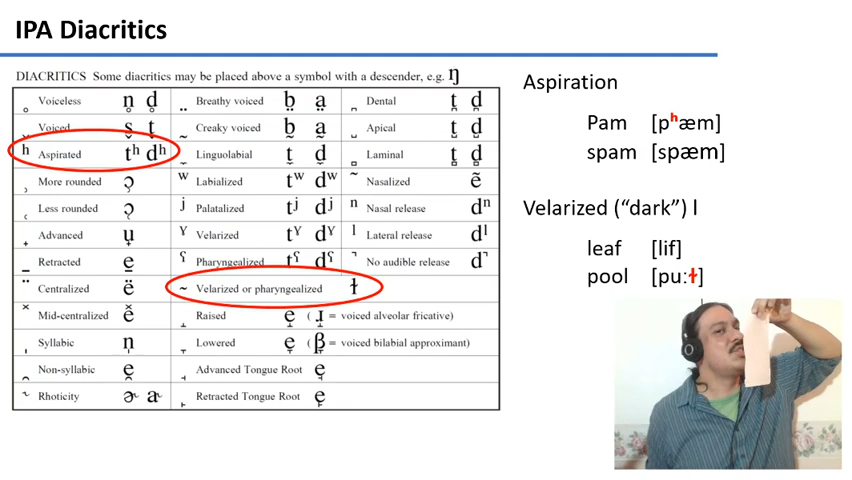 IPA Diacritics
DIACRITICS Some diacritics may be placed above a symbol with a descender, e.g. ŋ̊
̥ Voiceless n̥ d̥ ̤ Breathy voiced b̤ a̤ ̪ Dental t̪ d̪
̬ Voiced s̬ t̬ ̰ Creaky voiced b̰ a̰ ̺ Apical t̺ d̺
ʰ Aspirated tʰ dʰ ̼ Linguolabial t̼ d̼ ̻ Laminal t̻ d̻
̹ More rounded ɔ̹ ʷ Labialized tʷ dʷ ̃ Nasalized ẽ
̜ Less rounded ɔ̜ ʲ Palatalized tʲ dʲ ⁿ Nasal release dⁿ
̟ Advanced u̟ ˠ Velarized tˠ dˠ ˡ Lateral release dˡ
̠ Retracted e̠ ˤ Pharyngealized tˤ dˤ ̚ No audible release d̚
̈ Centralized ë ̴ Velarized or pharyngealized ɫ
̽ Mid-centralized e̽ ̝ Raised e̝ ( ɹ̝ = voiced alveolar fricative)
̩ Syllabic n̩ ̞ Lowered e̞ ( β̞ = voiced bilabial approximant)
̯ Non-syllabic e̯ ̘ Advanced Tongue Root e̘
˞ Rhoticity ɚ a˞ ̙ Retracted Tongue Root e̙
Aspiration
Pam [pʰæm]
spam [spæm]
Velarized (“dark”) l
leaf [lif]
pool [puːɫ]